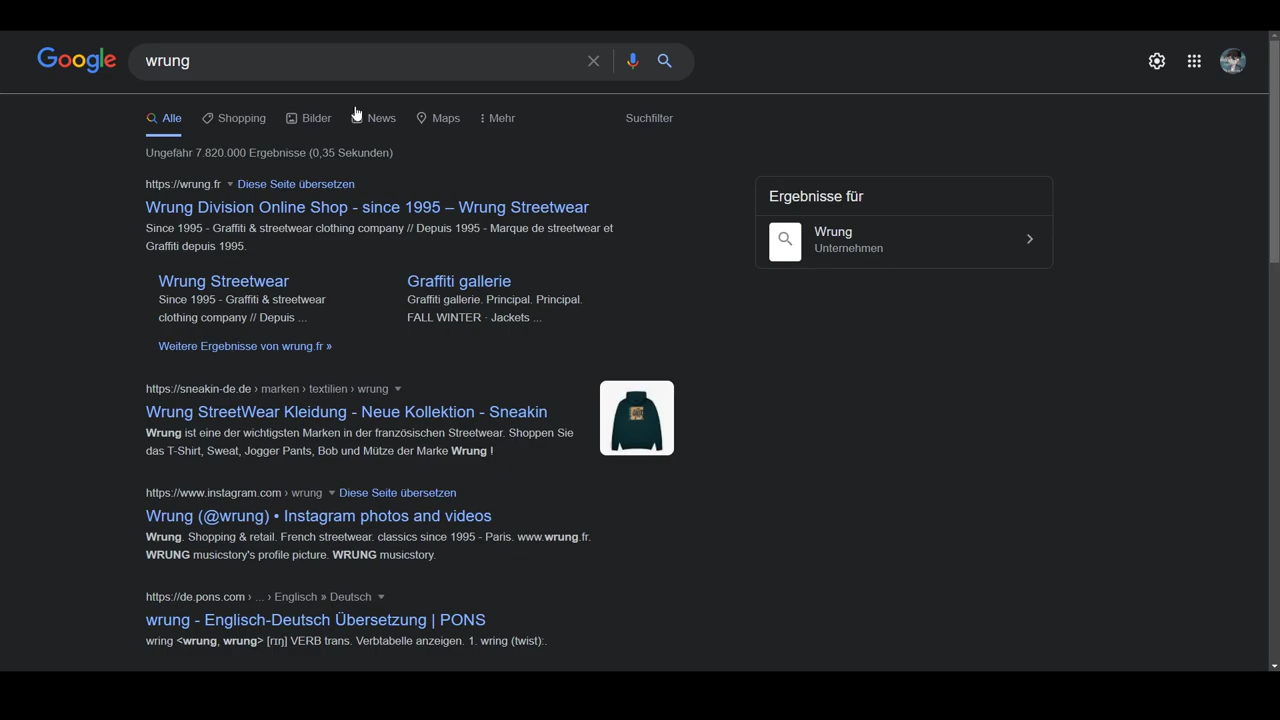 Google
wrung
Alle Shopping Bilder News Maps Mehr Suchfilter
Ungefähr 7.820.000 Ergebnisse (0,35 Sekunden)
https://wrung.fr Diese Seite übersetzen
Wrung Division Online Shop - since 1995 – Wrung Streetwear
Since 1995 - Graffiti & streetwear clothing company // Depuis 1995 - Marque de streetwear et
Graffiti depuis 1995.
Wrung Streetwear
Since 1995 - Graffiti & streetwear
clothing company // Depuis ...
Graffiti gallerie
Graffiti gallerie. Principal. Principal.
FALL WINTER · Jackets ...
Weitere Ergebnisse von wrung.fr »
https://sneakin-de.de › marken › textilien › wrung
Wrung StreetWear Kleidung - Neue Kollektion - Sneakin
Wrung ist eine der wichtigsten Marken in der französischen Streetwear. Shoppen Sie
das T-Shirt, Sweat, Jogger Pants, Bob und Mütze der Marke Wrung !
https://www.instagram.com › wrung Diese Seite übersetzen
Wrung (@wrung) • Instagram photos and videos
Wrung. Shopping & retail. French streetwear. classics since 1995 - Paris. www.wrung.fr.
WRUNG musicstory's profile picture. WRUNG musicstory.
https://de.pons.com › ... › Englisch » Deutsch
wrung - Englisch-Deutsch Übersetzung | PONS
wring <wrung, wrung> [rɪŋ] VERB trans. Verbtabelle anzeigen. 1. wring (twist):.
Ergebnisse für
Wrung
Unternehmen